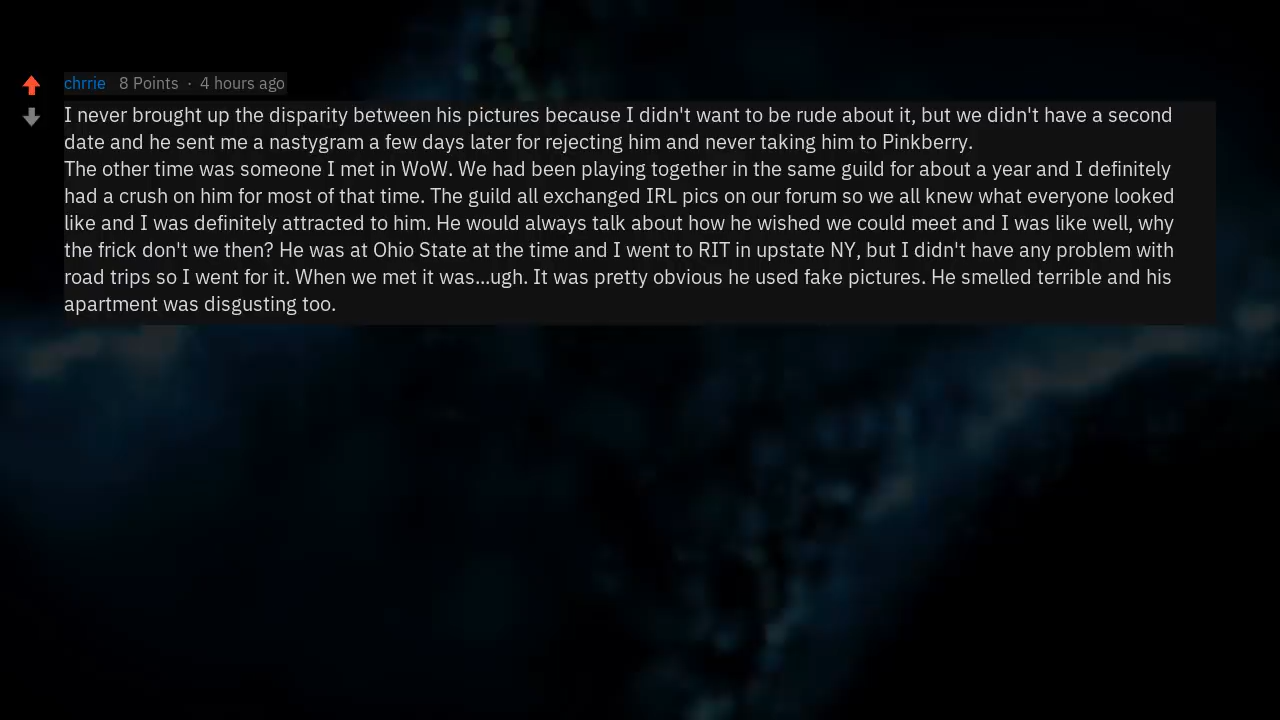 chrrie 8 Points · 4 hours ago
I never brought up the disparity between his pictures because I didn't want to be rude about it, but we didn't have a second
date and he sent me a nastygram a few days later for rejecting him and never taking him to Pinkberry.
The other time was someone I met in WoW. We had been playing together in the same guild for about a year and I definitely
had a crush on him for most of that time. The guild all exchanged IRL pics on our forum so we all knew what everyone looked
like and I was definitely attracted to him. He would always talk about how he wished we could meet and I was like well, why
the frick don't we then? He was at Ohio State at the time and I went to RIT in upstate NY, but I didn't have any problem with
road trips so I went for it. When we met it was...ugh. It was pretty obvious he used fake pictures. He smelled terrible and his
apartment was disgusting too.